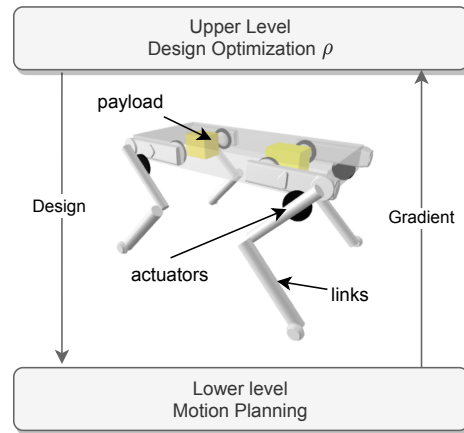 Upper Level
Design Optimization ρ
payload
Design
Gradient
actuators
links
Lower level
Motion Planning